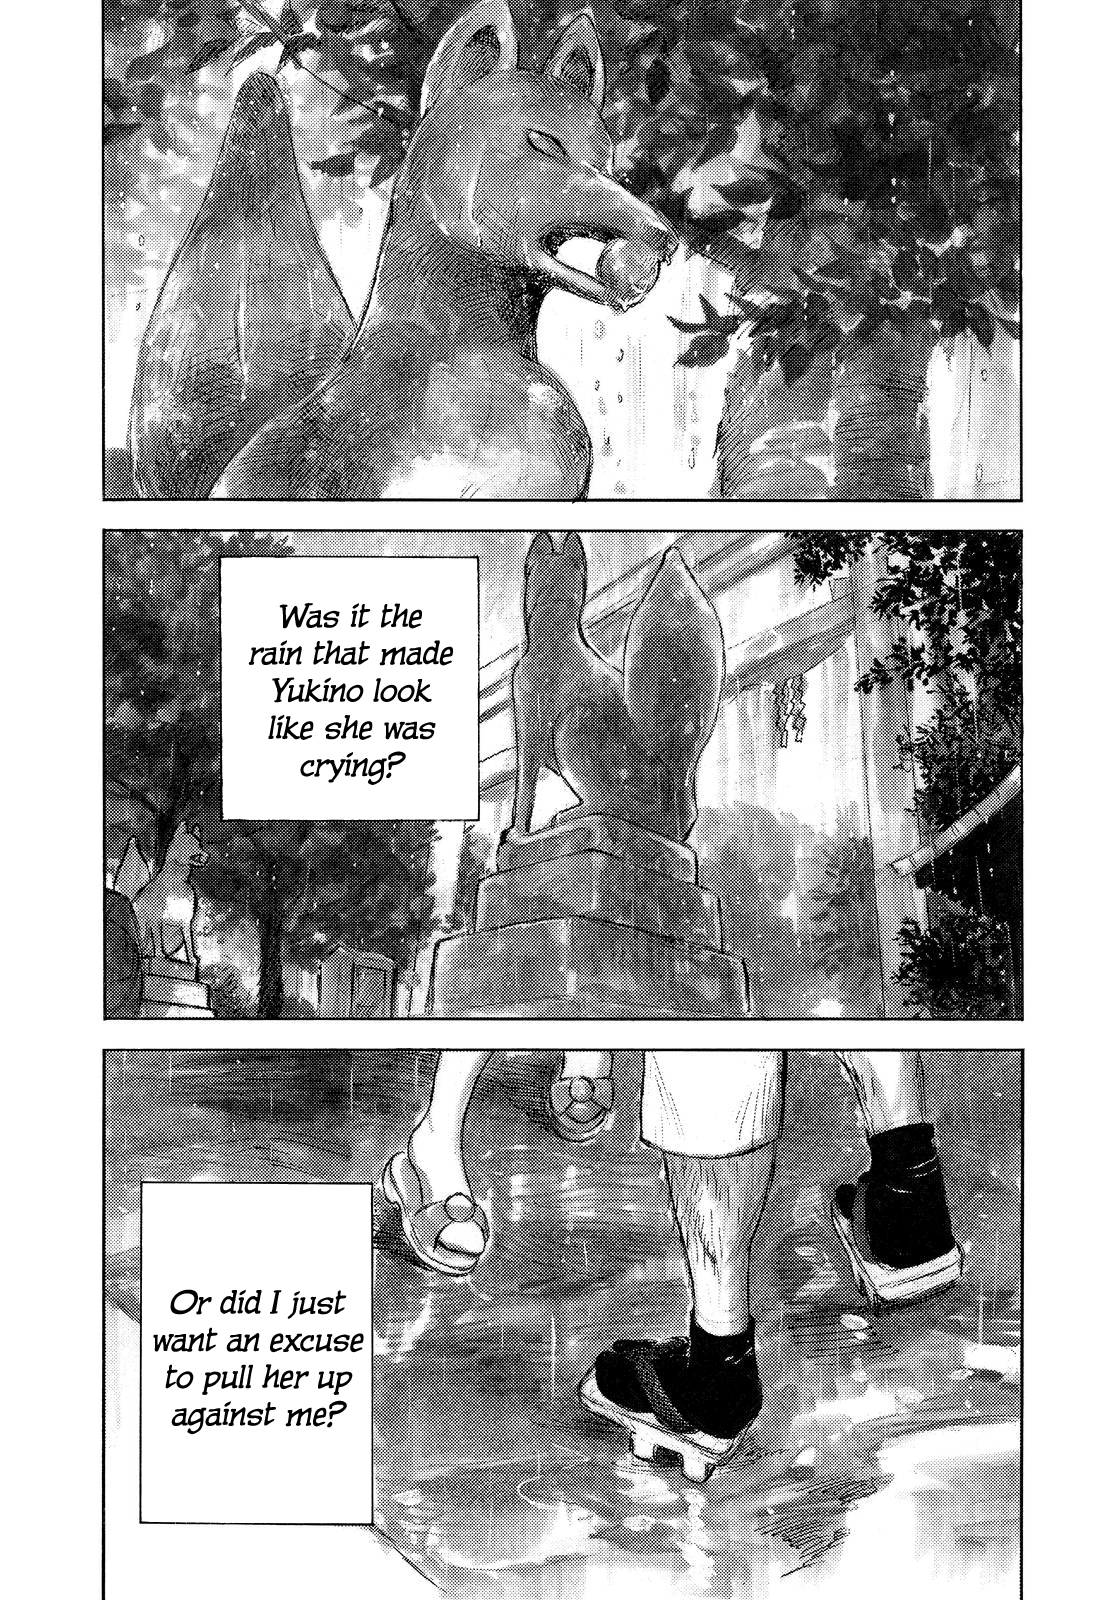 Was it the
rain that made
Yukino look
like she was
crying?
Or did I just
want an excuse
to pull her up
against me?